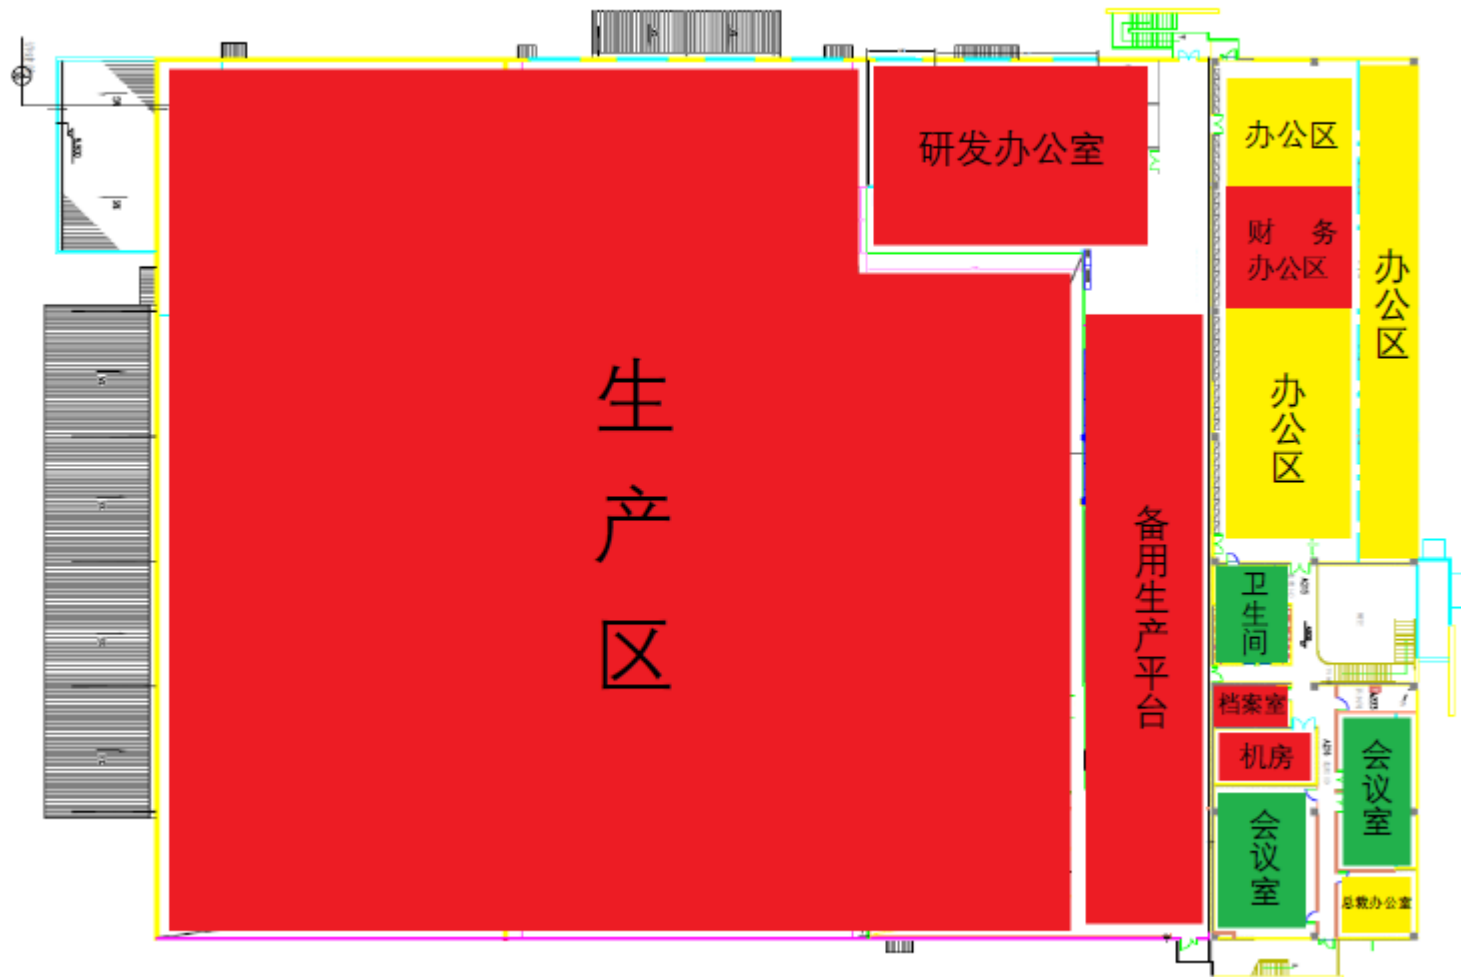 研发办公室
办公区
财 务
办公区
办公区
办公区
生产区
备用生产平台
卫生间
档案室
机房
会议室
会议室
总裁办公室